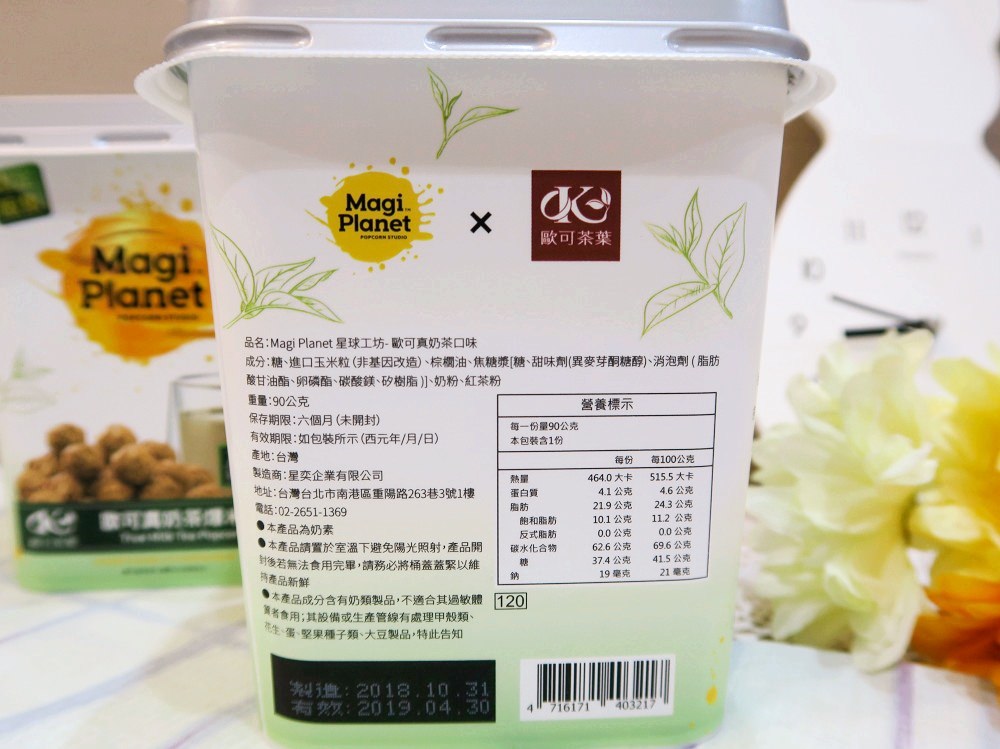 Magi
Planet
POPCORN STUDIO
×
歐可茶葉
品名:Magi Planet 星球工坊- 歐可真奶茶口味
成分:糖、進口玉米粒(非基因改造)、棕櫚油、焦糖漿[糖、甜味劑(異麥芽酮糖醇)、消泡劑(脂肪
酸甘油酯、卵磷酯、碳酸鎂、矽樹脂)]、奶粉、紅茶粉
重量:90公克
保存期限:六個月(未開封)
有效期限:如包裝所示(西元年/月/日)
產地:台灣
製造商:星奕企業有限公司
地址:台灣台北市南港區重陽路263巷3號1樓
電話:02-2651-1369
●本產品為奶素
●本產品請置於室溫下避免陽光照射,產品開
封後若無法食用完畢,請務必將桶蓋蓋緊以維
持產品新鮮
●本產品成分含有奶類製品,不適合其過敏體
質者食用;其設備或生產管線有處理甲殼類、
花生、蛋、堅果種子類、大豆製品,特此告知
營養標示
每一份量90公克
本包裝含1份
每份 每100公克
熱量 464.0 大卡 515.5 大卡
蛋白質 4.1 公克 4.6 公克
脂肪 21.9 公克 24.3 公克
飽和脂肪 10.1 公克 11.2 公克
反式脂肪 0.0 公克 0.0 公克
碳水化合物 62.6 公克 69.6 公克
糖 37.4 公克 41.5 公克
鈉 19 毫克 21 毫克
120
製造:2018.10.31
有效:2019.04.30
4 716171 403217
Magi
Planet
POPCORN STUDIO
歐可真奶茶爆
10
9